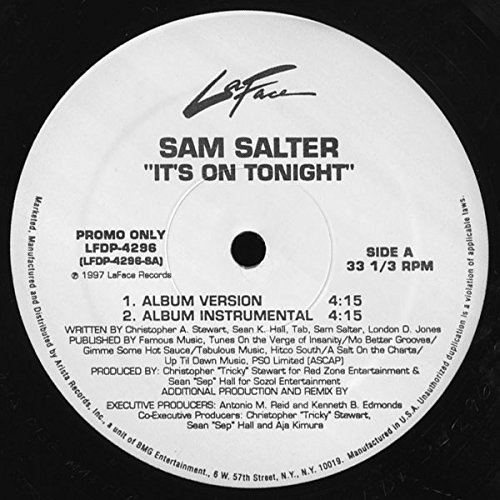 LaFace
SAM SALTER
"IT'S ON TONIGHT"
PROMO ONLY
LFDP-4296
(LFDP-4296-SA)
℗ 1997 LaFace Records
SIDE A
33 1/3 RPM
1. ALBUM VERSION 4:15
2. ALBUM INSTRUMENTAL 4:15
WRITTEN BY Christopher A. Stewart, Sean K. Hall, Tab, Sam Salter, London D. Jones
PUBLISHED BY Famous Music, Tunes On the Verge of Insanity/Mo Better Grooves/
Gimme Some Hot Sauce/Tabulous Music, Hitco South/A Salt On the Charts/
Up Til Dawn Music, PSO Limited [ASCAP]
PRODUCED BY: Christopher "Tricky" Stewart for Red Zone Entertainment &
Sean "Sep" Hall for Sozol Entertainment
ADDITIONAL PRODUCTION AND REMIX BY
EXECUTIVE PRODUCERS: Antonio M. Reid and Kenneth B. Edmonds
Co-Executive Producers: Christopher "Tricky" Stewart,
Sean "Sep" Hall and Aja Kimura
Marketed, Manufactured and Distributed by Arista Records, Inc., a unit of BMG Entertainment., 6 W. 57th Street, N.Y., N.Y. 10019. Manufactured in U.S.A. Unauthorized duplication is a violation of applicable laws.